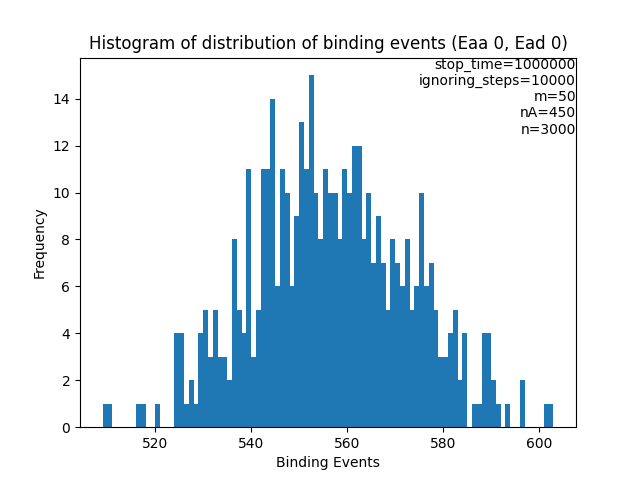 Histogram of distribution of binding events (Eaa 0, Ead 0)
stop_time=1000000
ignoring_steps=10000
m=50
nA=450
n=3000
14
12
10
8
6
4
2
0
Frequency
520 540 560 580 600
Binding Events